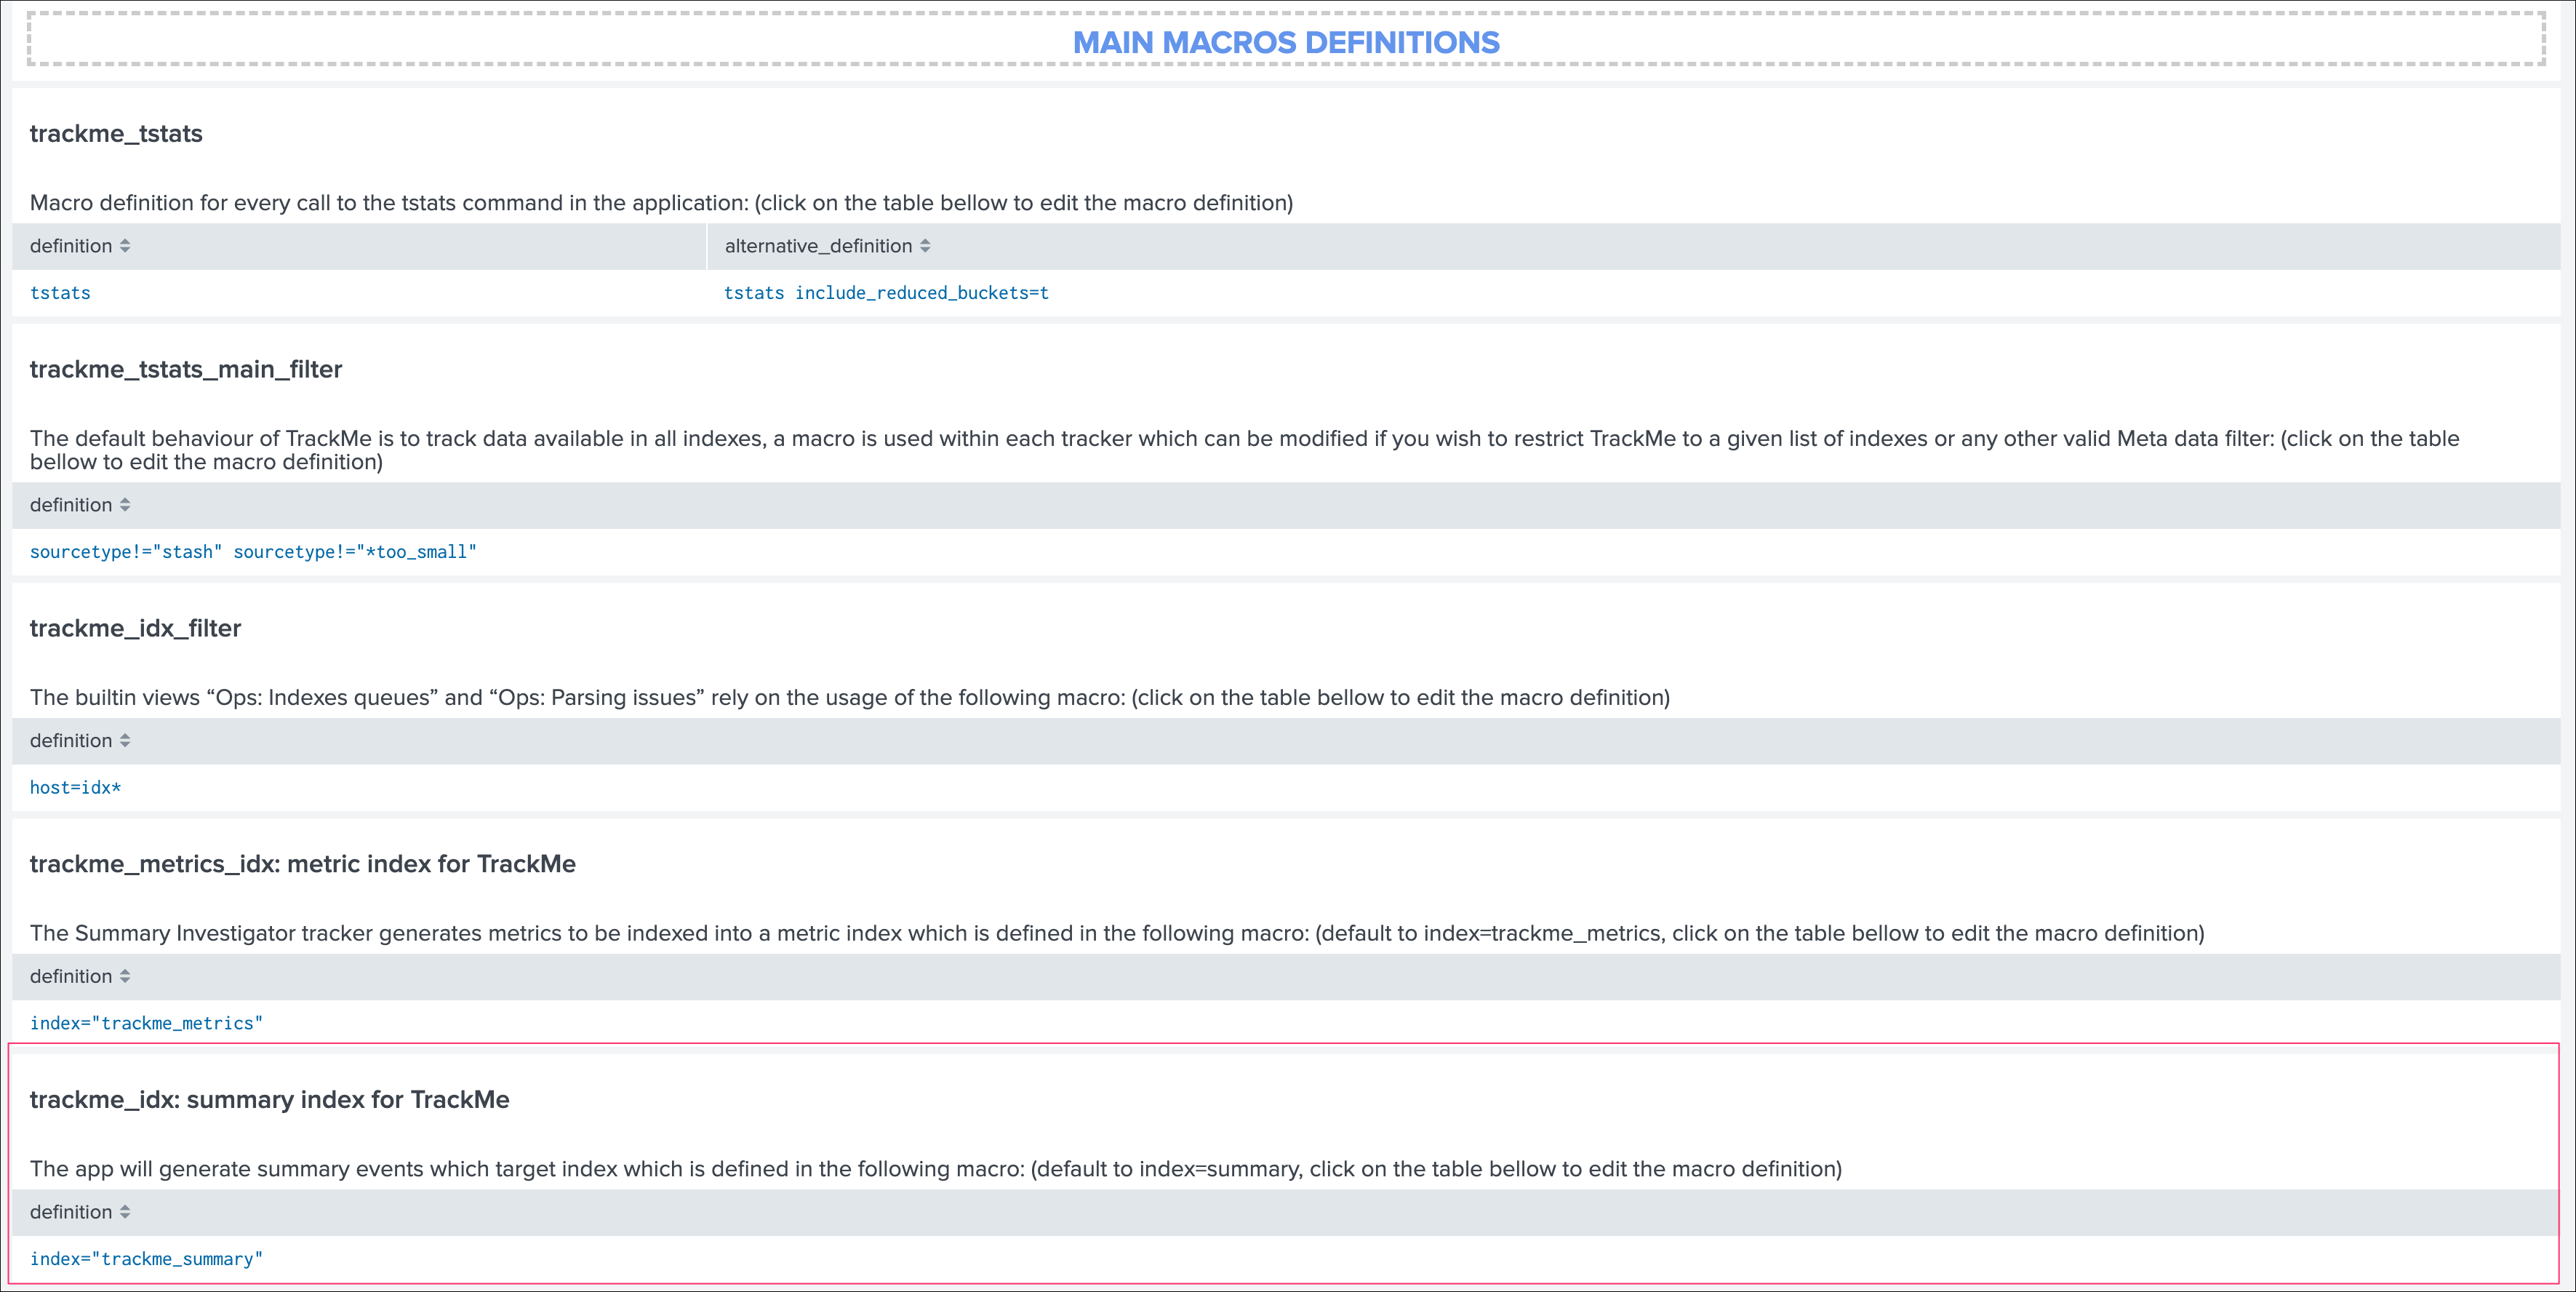 MAIN MACROS DEFINITIONS
trackme_tstats
Macro definition for every call to the tstats command in the application: (click on the table bellow to edit the macro definition)
definition alternative_definition
tstats tstats include_reduced_buckets=t
trackme_tstats_main_filter
The default behaviour of TrackMe is to track data available in all indexes, a macro is used within each tracker which can be modified if you wish to restrict TrackMe to a given list of indexes or any other valid Meta data filter: (click on the table
bellow to edit the macro definition)
definition
sourcetype!="stash" sourcetype!="*too_small"
trackme_idx_filter
The builtin views “Ops: Indexes queues” and “Ops: Parsing issues” rely on the usage of the following macro: (click on the table bellow to edit the macro definition)
definition
host=idx*
trackme_metrics_idx: metric index for TrackMe
The Summary Investigator tracker generates metrics to be indexed into a metric index which is defined in the following macro: (default to index=trackme_metrics, click on the table bellow to edit the macro definition)
definition
index="trackme_metrics"
trackme_idx: summary index for TrackMe
The app will generate summary events which target index which is defined in the following macro: (default to index=summary, click on the table bellow to edit the macro definition)
definition
index="trackme_summary"